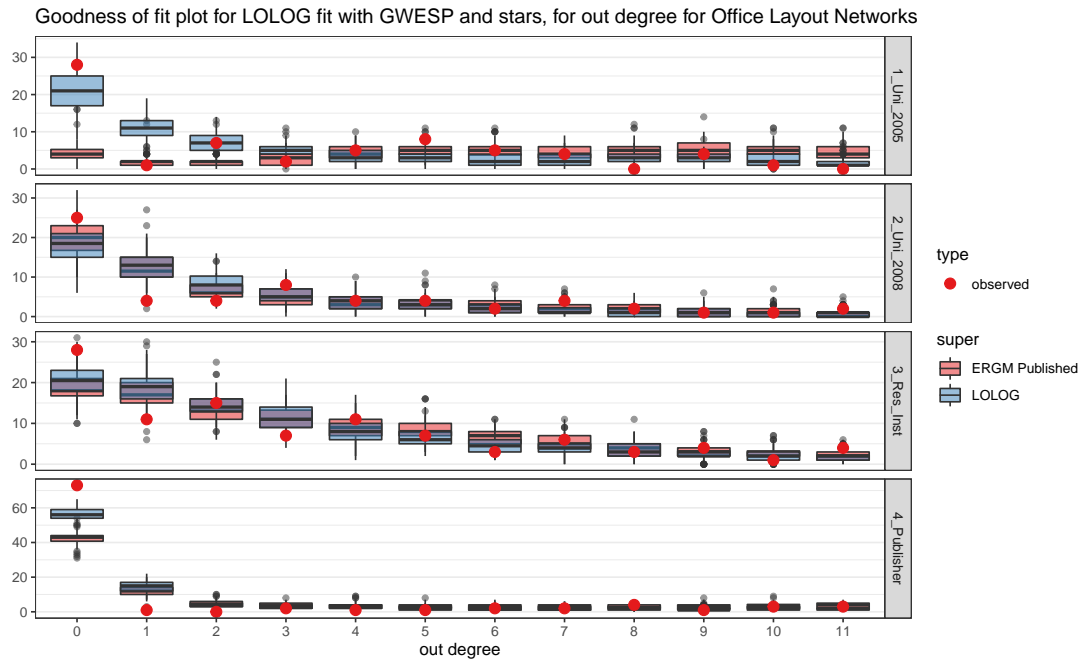 Goodness of fit plot for LOLOG fit with GWESP and stars, for out degree for Office Layout Networks
30
20
10
0
1_Uni_2005
30
20
10
0
2_Uni_2008
30
20
10
0
3_Res_Inst
60
40
20
0
4_Publisher
0 1 2 3 4 5 6 7 8 9 10 11
out degree
type
observed
super
ERGM Published
LOLOG